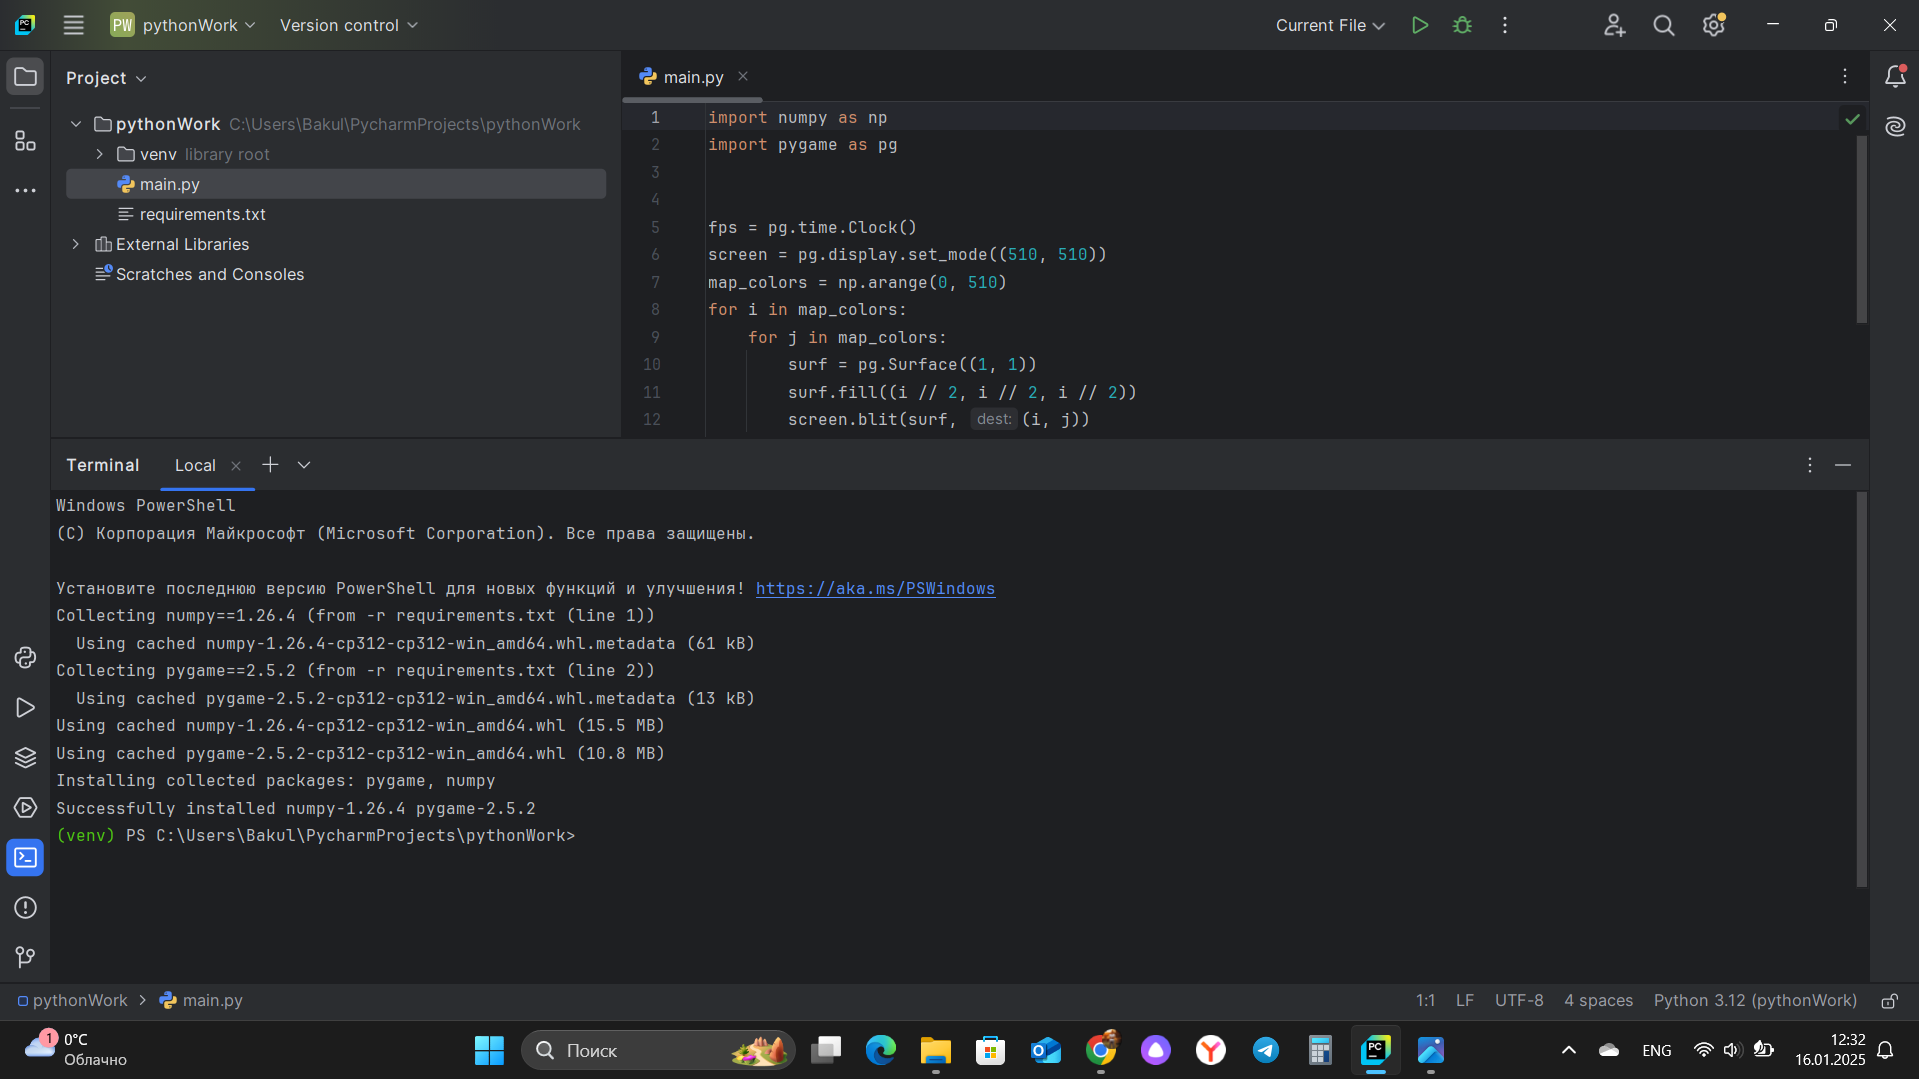 PW pythonWork Version control Current File
Project
main.py
pythonWork C:\Users\Bakul\PycharmProjects\pythonWork
venv library root
main.py
requirements.txt
External Libraries
Scratches and Consoles
1 import numpy as np
2 import pygame as pg
3
4
5 fps = pg.time.Clock()
6 screen = pg.display.set_mode((510, 510))
7 map_colors = np.arange(0, 510)
8 for i in map_colors:
9 for j in map_colors:
10 surf = pg.Surface((1, 1))
11 surf.fill((i // 2, i // 2, i // 2))
12 screen.blit(surf, dest: (i, j))
Terminal Local
Windows PowerShell
(C) Корпорация Майкрософт (Microsoft Corporation). Все права защищены.
Установите последнюю версию PowerShell для новых функций и улучшения! https://aka.ms/PSWindows
Collecting numpy==1.26.4 (from -r requirements.txt (line 1))
Using cached numpy-1.26.4-cp312-cp312-win_amd64.whl.metadata (61 kB)
Collecting pygame==2.5.2 (from -r requirements.txt (line 2))
Using cached pygame-2.5.2-cp312-cp312-win_amd64.whl.metadata (13 kB)
Using cached numpy-1.26.4-cp312-cp312-win_amd64.whl (15.5 MB)
Using cached pygame-2.5.2-cp312-cp312-win_amd64.whl (10.8 MB)
Installing collected packages: pygame, numpy
Successfully installed numpy-1.26.4 pygame-2.5.2
(venv) PS C:\Users\Bakul\PycharmProjects\pythonWork>
pythonWork > main.py 1:1 LF UTF-8 4 spaces Python 3.12 (pythonWork)
1 0°C
Облачно
Поиск
PC
ENG
12:32
16.01.2025